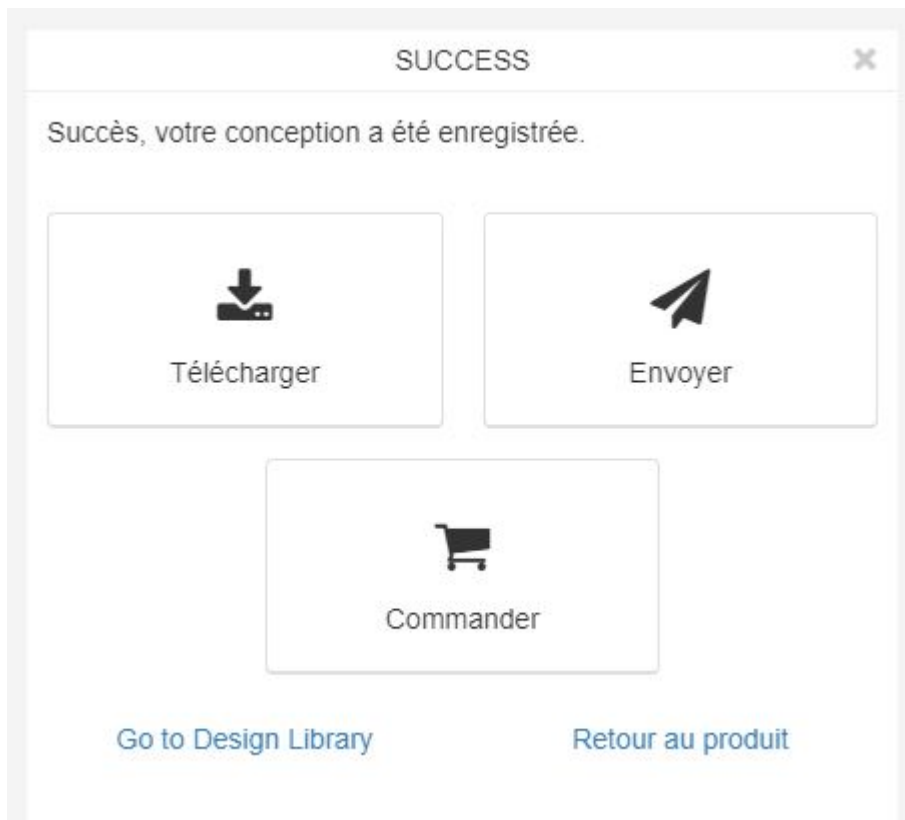 SUCCESS
Succès, votre conception a été enregistrée.
Télécharger
Envoyer
Commander
Go to Design Library
Retour au produit